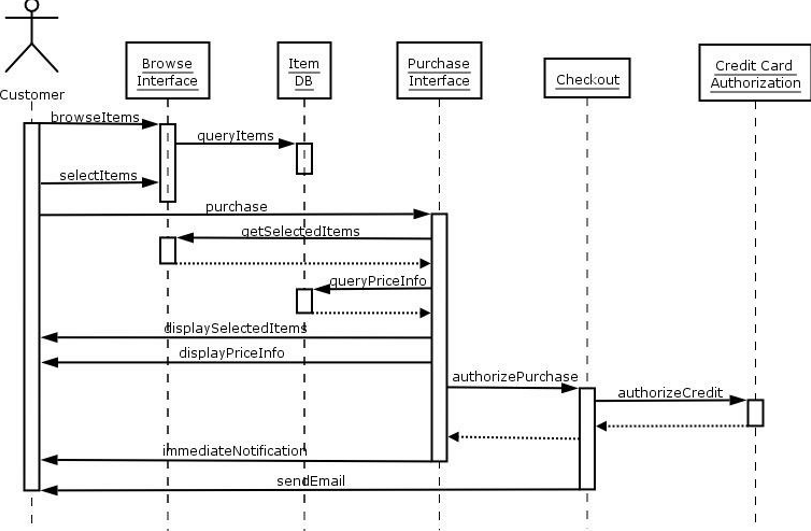 Customer
Browse
Interface
Item
DB
Purchase
Interface
Checkout
Credit Card
Authorization
browseItems
queryItems
selectItems
purchase
getSelectedItems
queryPriceInfo
displaySelectedItems
displayPriceInfo
authorizePurchase
authorizeCredit
immediateNotification
sendEmail